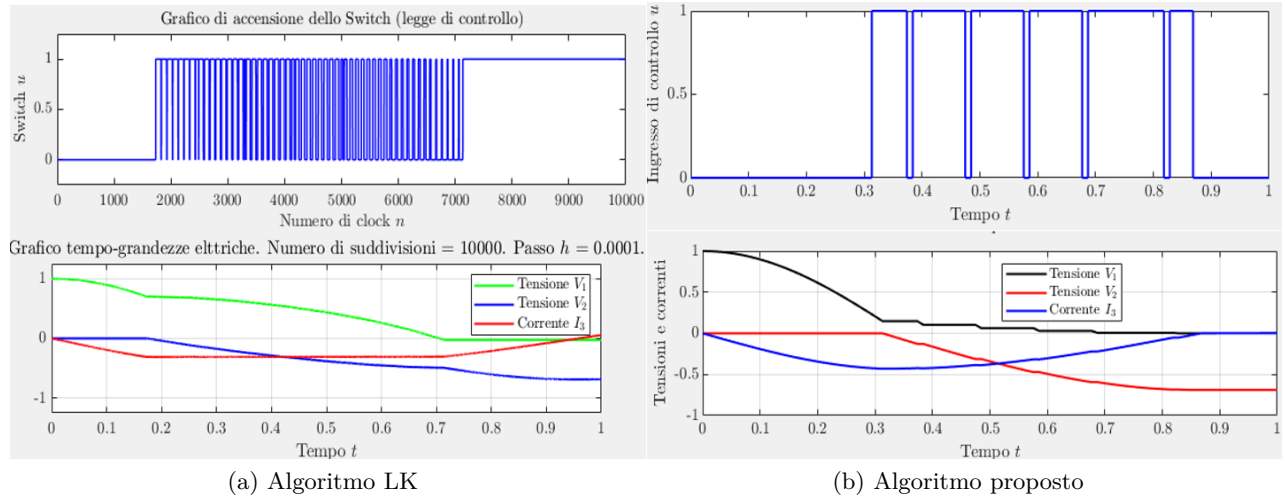 Grafico di accensione dello Switch (legge di controllo)
Switch u
1
0.5
0
0 1000 2000 3000 4000 5000 6000 7000 8000 9000 10000
Numero di clock n
Grafico tempo-grandezze elttriche. Numero di suddivisioni = 10000. Passo h = 0.0001.
1
0
-1
Tensione V₁
Tensione V₂
Corrente I₃
0 0.1 0.2 0.3 0.4 0.5 0.6 0.7 0.8 0.9 1
Tempo t
(a) Algoritmo LK
Ingresso di controllo u
1
0.5
0
0 0.1 0.2 0.3 0.4 0.5 0.6 0.7 0.8 0.9 1
Tempo t
Tensioni e correnti
1
0.5
0
-0.5
-1
Tensione V₁
Tensione V₂
Corrente I₃
0 0.1 0.2 0.3 0.4 0.5 0.6 0.7 0.8 0.9 1
Tempo t
(b) Algoritmo proposto